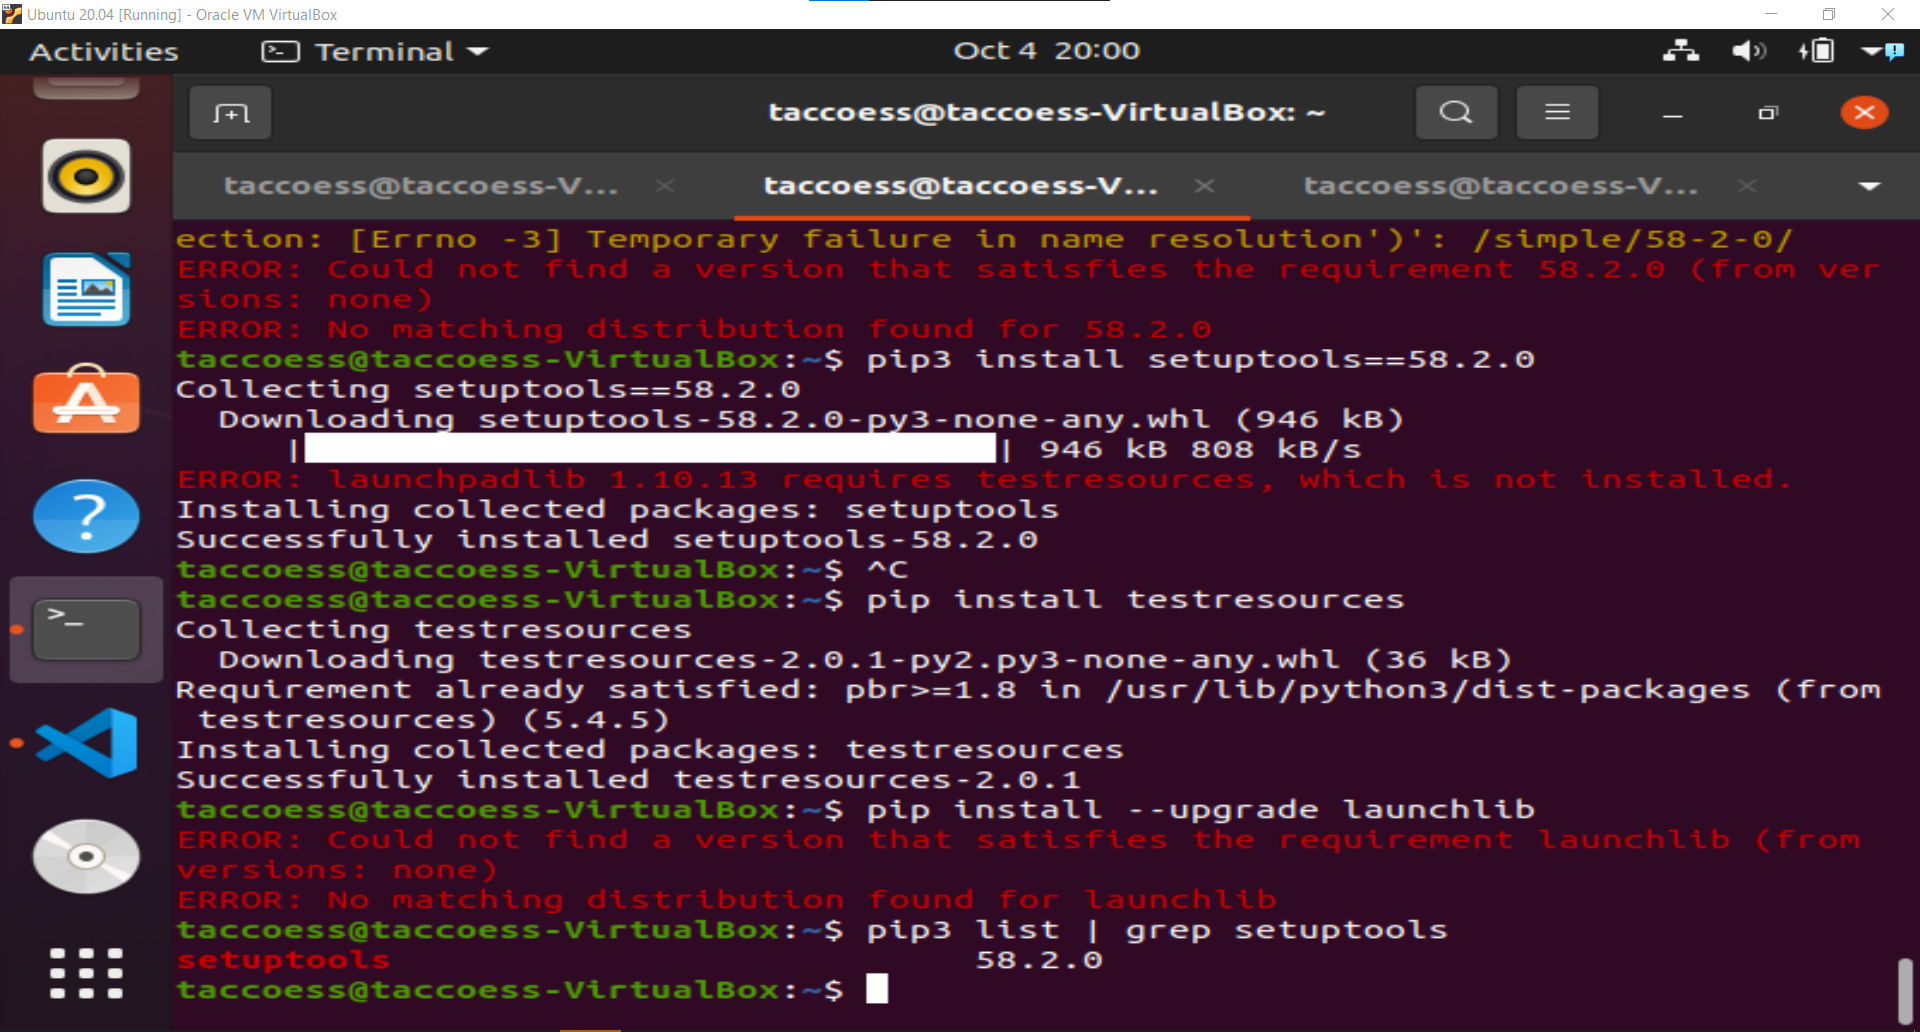 Ubuntu 20.04 [Running] - Oracle VM VirtualBox
Activities Terminal Oct 4 20:00
taccoess@taccoess-VirtualBox: ~
taccoess@taccoess-V... taccoess@taccoess-V... taccoess@taccoess-V...
ection: [Errno -3] Temporary failure in name resolution')': /simple/58-2-0/
ERROR: Could not find a version that satisfies the requirement 58.2.0 (from ver
sions: none)
ERROR: No matching distribution found for 58.2.0
taccoess@taccoess-VirtualBox:~$ pip3 install setuptools==58.2.0
Collecting setuptools==58.2.0
  Downloading setuptools-58.2.0-py3-none-any.whl (946 kB)
     |████████████████████████████████| 946 kB 808 kB/s
ERROR: launchpadlib 1.10.13 requires testresources, which is not installed.
Installing collected packages: setuptools
Successfully installed setuptools-58.2.0
taccoess@taccoess-VirtualBox:~$ ^C
taccoess@taccoess-VirtualBox:~$ pip install testresources
Collecting testresources
  Downloading testresources-2.0.1-py2.py3-none-any.whl (36 kB)
Requirement already satisfied: pbr>=1.8 in /usr/lib/python3/dist-packages (from
 testresources) (5.4.5)
Installing collected packages: testresources
Successfully installed testresources-2.0.1
taccoess@taccoess-VirtualBox:~$ pip install --upgrade launchlib
ERROR: Could not find a version that satisfies the requirement launchlib (from
versions: none)
ERROR: No matching distribution found for launchlib
taccoess@taccoess-VirtualBox:~$ pip3 list | grep setuptools
setuptools                           58.2.0
taccoess@taccoess-VirtualBox:~$